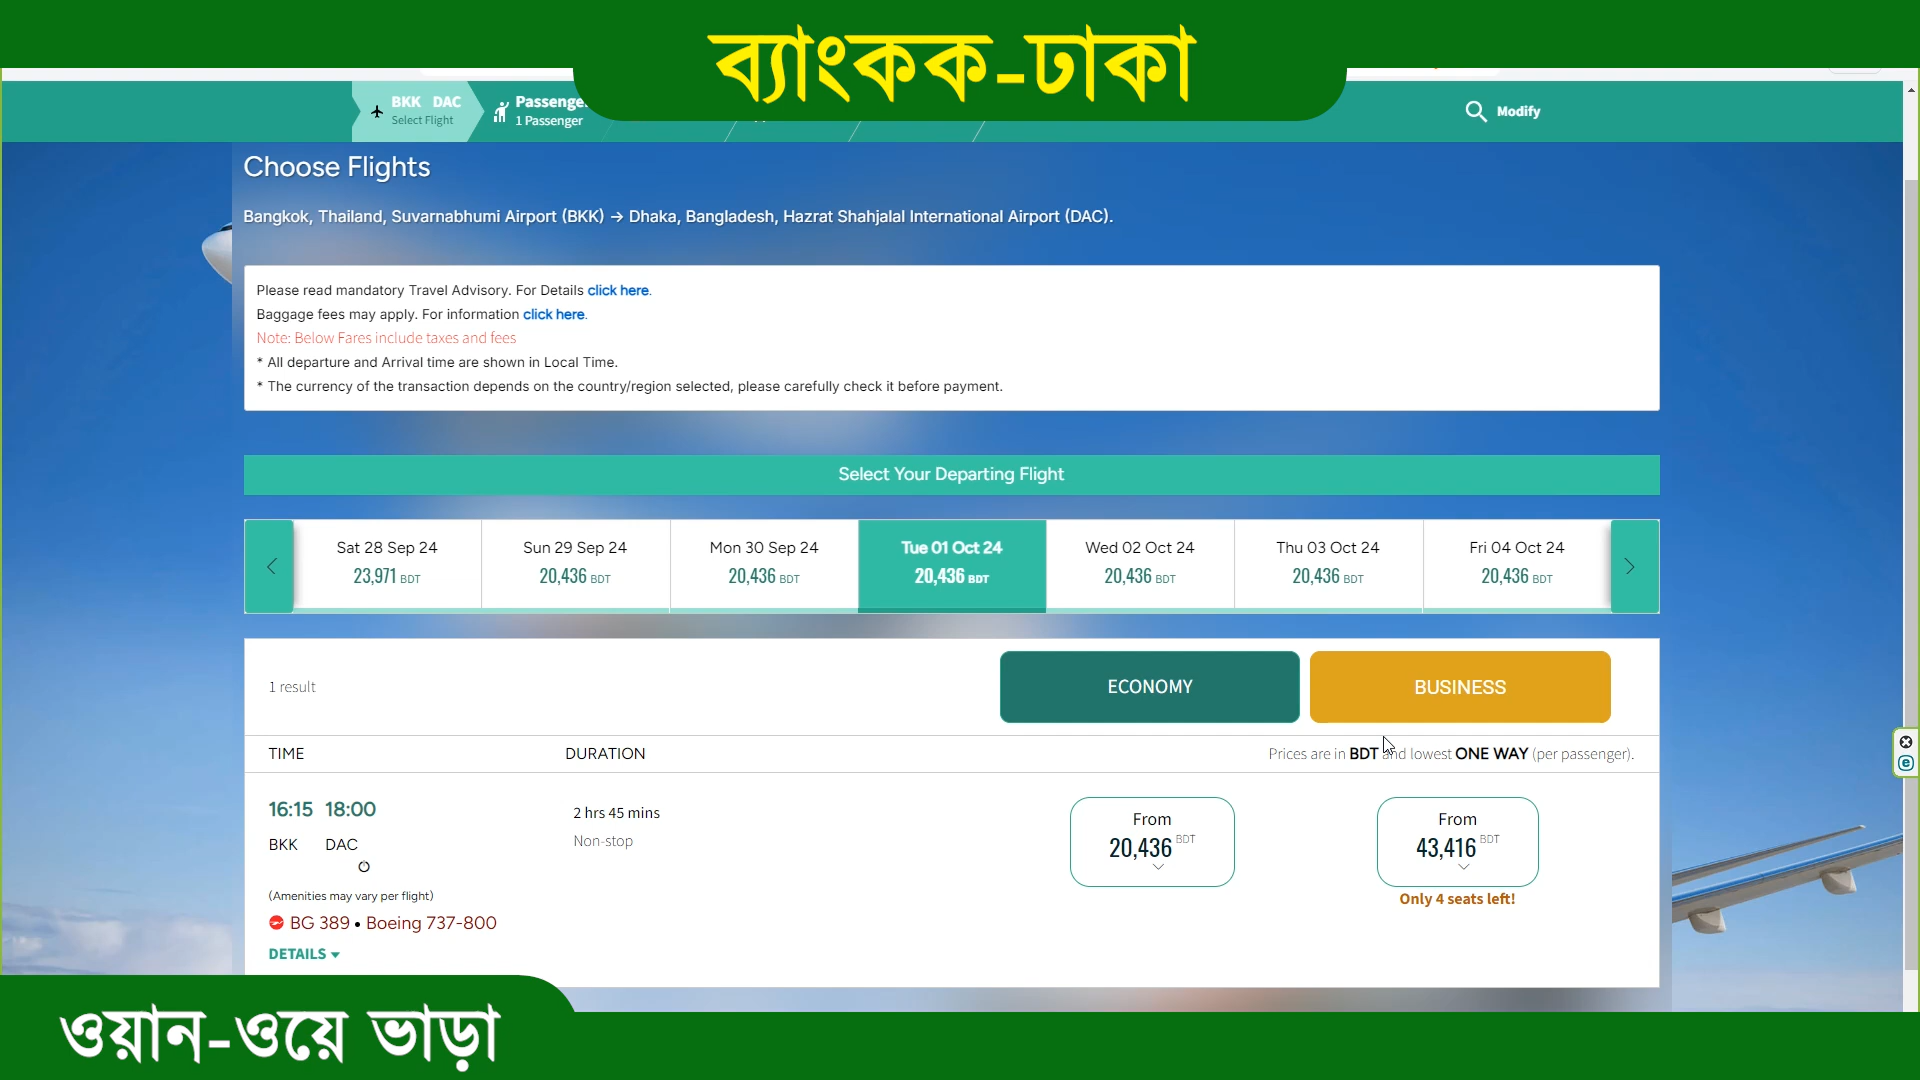 ব্যাংকক-ঢাকা
BKK DAC
Select Flight
1 Passenger
Modify
Choose Flights
Bangkok, Thailand, Suvarnabhumi Airport (BKK) → Dhaka, Bangladesh, Hazrat Shahjalal International Airport (DAC).
Please read mandatory Travel Advisory. For Details click here.
Baggage fees may apply. For information click here.
Note: Below Fares include taxes and fees
* All departure and Arrival time are shown in Local Time.
* The currency of the transaction depends on the country/region selected, please carefully check it before payment.
Select Your Departing Flight
Sat 28 Sep 24 Sun 29 Sep 24 Mon 30 Sep 24 Tue 01 Oct 24 Wed 02 Oct 24 Thu 03 Oct 24 Fri 04 Oct 24
23,971 BDT 20,436 BDT 20,436 BDT 20,436 BDT 20,436 BDT 20,436 BDT 20,436 BDT
1 result ECONOMY BUSINESS
TIME DURATION Prices are in BDT and lowest ONE WAY (per passenger).
16:15 18:00 2 hrs 45 mins From From
BKK DAC Non-stop 20,436 BDT 43,416 BDT
Only 4 seats left!
(Amenities may vary per flight)
BG 389 • Boeing 737-800
DETAILS
ওয়ান-ওয়ে ভাড়া